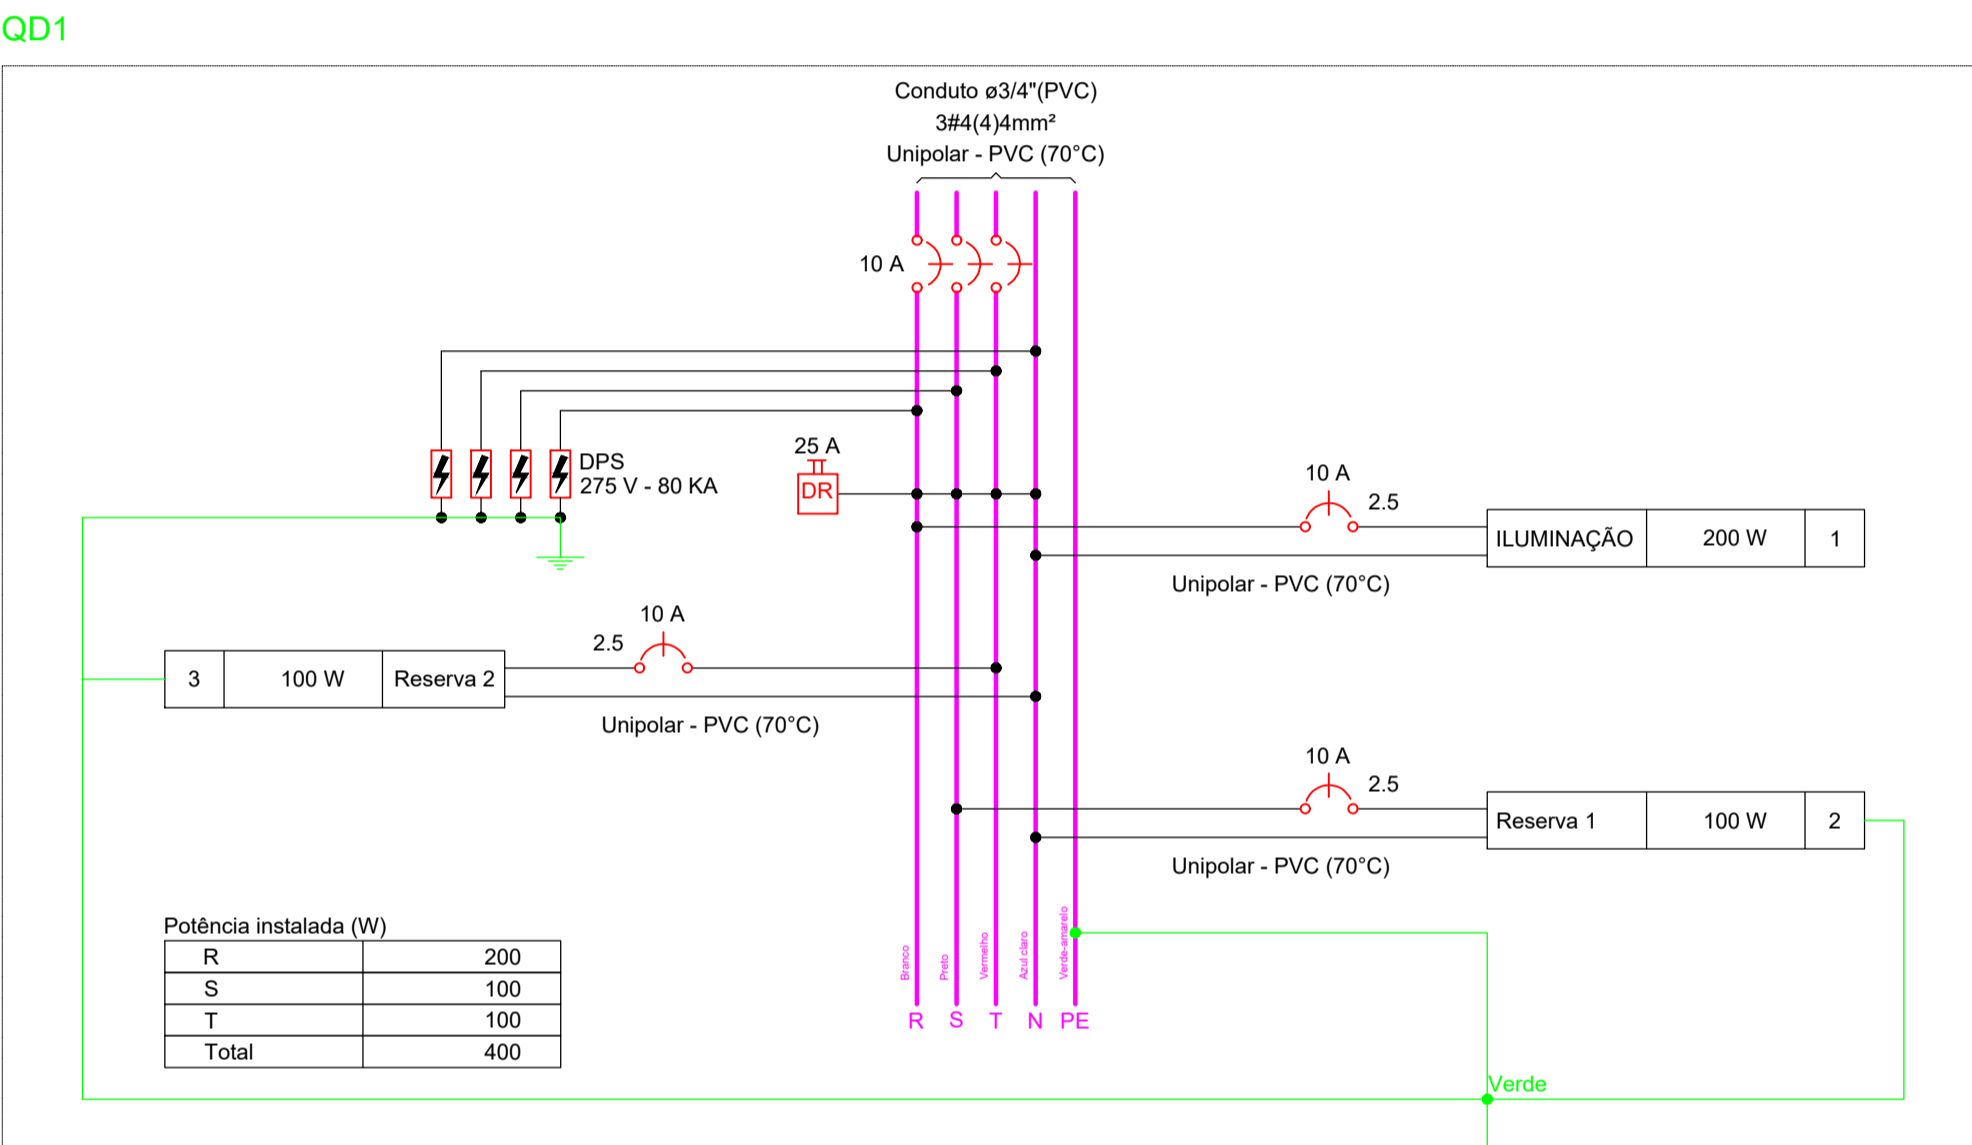 QD1
Conduto ø3/4"(PVC)
3#4(4)4mm²
Unipolar - PVC (70°C)
10 A
25 A
DPS
275 V - 80 KA
DR
10 A
2.5
ILUMINAÇÃO 200 W 1
Unipolar - PVC (70°C)
10 A
2.5
3 100 W Reserva 2
Unipolar - PVC (70°C)
10 A
2.5
Reserva 1 100 W 2
Unipolar - PVC (70°C)
Potência instalada (W)
R 200
S 100
T 100
Total 400
Branco
Preto
Vermelho
Azul claro
Verde-amarelo
R S T N PE
Verde